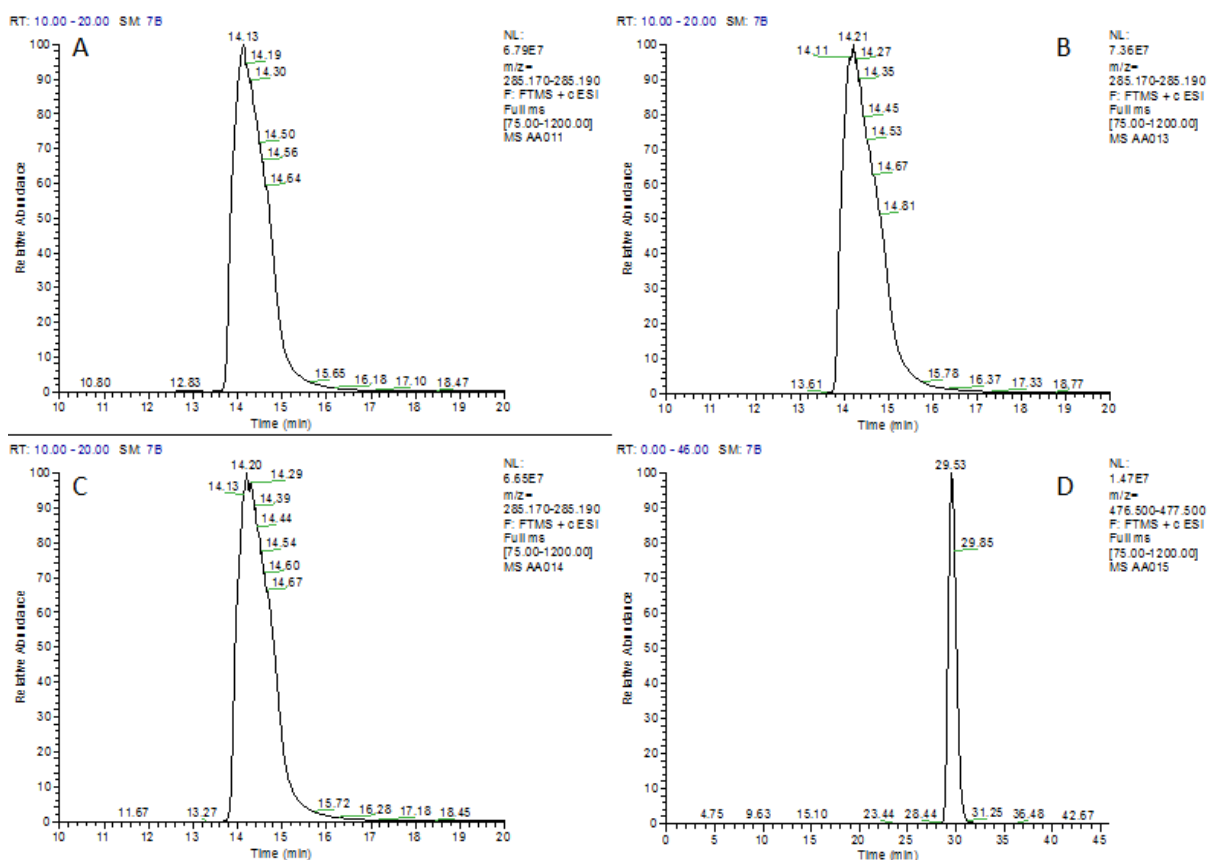 RT: 10.00 - 20.00 SM: 7B
A
NL:
6.79E7
m/z=
285.170-285.190
F: FTMS + c ESI
Full ms
[75.00-1200.00]
MS AA011
14.13
14.19
14.30
14.50
14.56
14.64
10.80
12.83
15.65
16.18
17.10
18.47
100
90
80
70
60
50
40
30
20
10
0
Relative Abundance
10 11 12 13 14 15 16 17 18 19 20
Time (min)
RT: 10.00 - 20.00 SM: 7B
B
NL:
7.36E7
m/z=
285.170-285.190
F: FTMS + c ESI
Full ms
[75.00-1200.00]
MS AA013
14.21
14.11
14.27
14.35
14.45
14.53
14.67
14.81
13.61
15.78
16.37
17.33
18.77
100
90
80
70
60
50
40
30
20
10
0
Relative Abundance
10 11 12 13 14 15 16 17 18 19 20
Time (min)
RT: 10.00 - 20.00 SM: 7B
C
NL:
6.65E7
m/z=
285.170-285.190
F: FTMS + c ESI
Full ms
[75.00-1200.00]
MS AA014
14.20
14.13
14.29
14.39
14.44
14.54
14.60
14.67
11.67
13.27
15.72
16.28
17.18
18.45
100
90
80
70
60
50
40
30
20
10
0
Relative Abundance
10 11 12 13 14 15 16 17 18 19 20
Time (min)
RT: 0.00 - 46.00 SM: 7B
D
NL:
1.47E7
m/z=
476.500-477.500
F: FTMS + c ESI
Full ms
[75.00-1200.00]
MS AA015
29.53
29.85
4.75
9.63
15.10
23.44
28.44
31.25
36.48
42.67
100
90
80
70
60
50
40
30
20
10
0
Relative Abundance
0 5 10 15 20 25 30 35 40 45
Time (min)